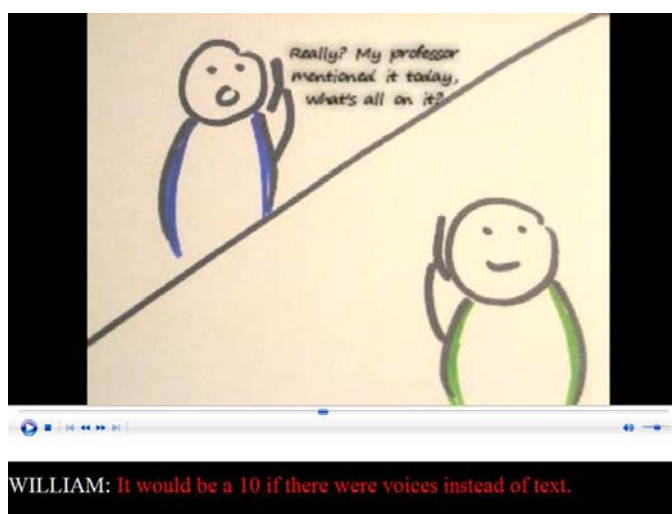 Really? My professor
mentioned it today,
what's all on it?
WILLIAM: It would be a 10 if there were voices instead of text.